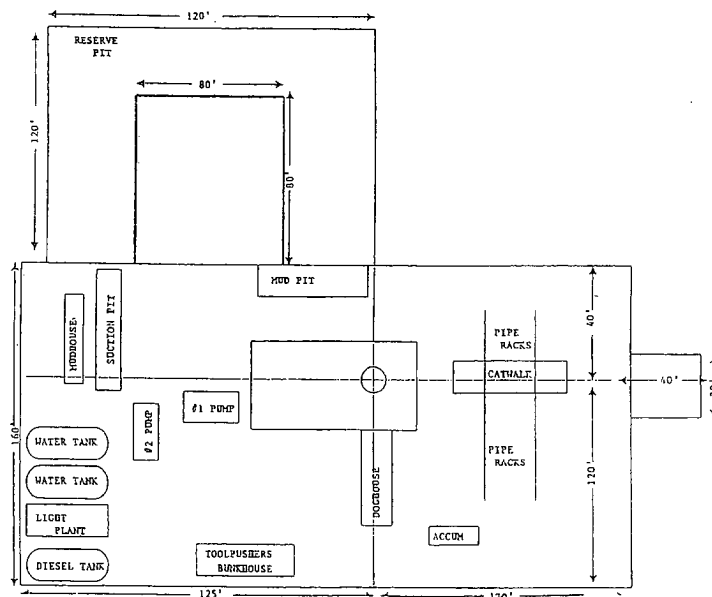 120'
RESERVE
PIT
80'
120'
80'
MUD PIT
MUDHOUSE
SUCTION PIT
40'
PIPE
RACKS
CATWALK
40'
#1 PUMP
#2 PUMP
160'
WATER TANK
WATER TANK
PIPE
RACKS
120'
DOGHOUSE
LIGHT
PLANT
ACCUM
TOOLPUSHERS
BUNKHOUSE
DIESEL TANK
125'